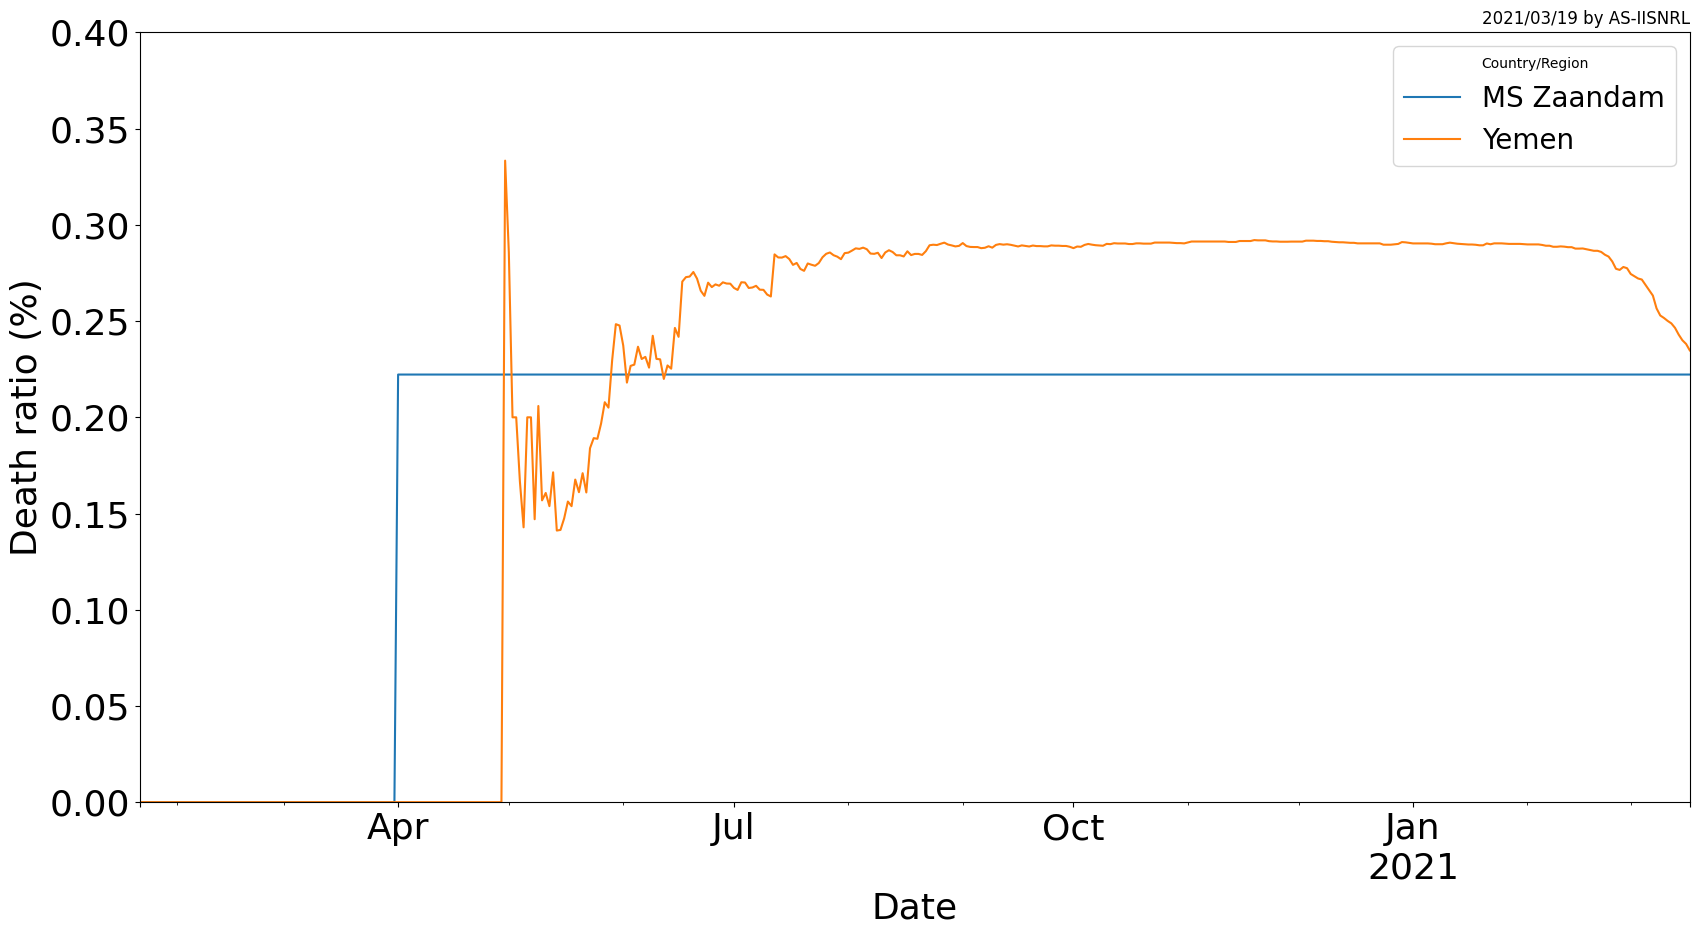 2021/03/19 by AS-IISNRL
Country/Region
MS Zaandam
Yemen
Death ratio (%)
0.40
0.35
0.30
0.25
0.20
0.15
0.10
0.05
0.00
Apr
Jul
Oct
Jan
2021
Date